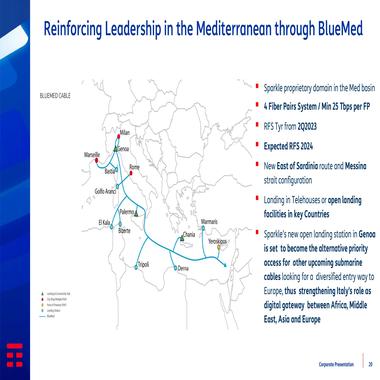 Reinforcing Leadership in the Mediterranean through BlueMed
BLUEMED CABLE
Milan
Genoa
Marseille
Bastia
Rome
Golfo Aranci
Palermo
El Kala
Bizerte
Tripoli
Chania
Derna
Marmaris
Yeroskipos
Sparkle proprietary domain in the Med basin
4 Fiber Pairs System / Min 25 Tbps per FP
RFS Tyr from 2Q2023
Expected RFS 2024
New East of Sardinia route and Messina
strait configuration
Landing in Telehouses or open landing
facilities in key Countries
Sparkle's new open landing station in Genoa
is set to become the alternative priority
access for other upcoming submarine
cables looking for a diversified entry way to
Europe, thus strengthening Italy's role as
digital gateway between Africa, Middle
East, Asia and Europe
Corporate Presentation
20